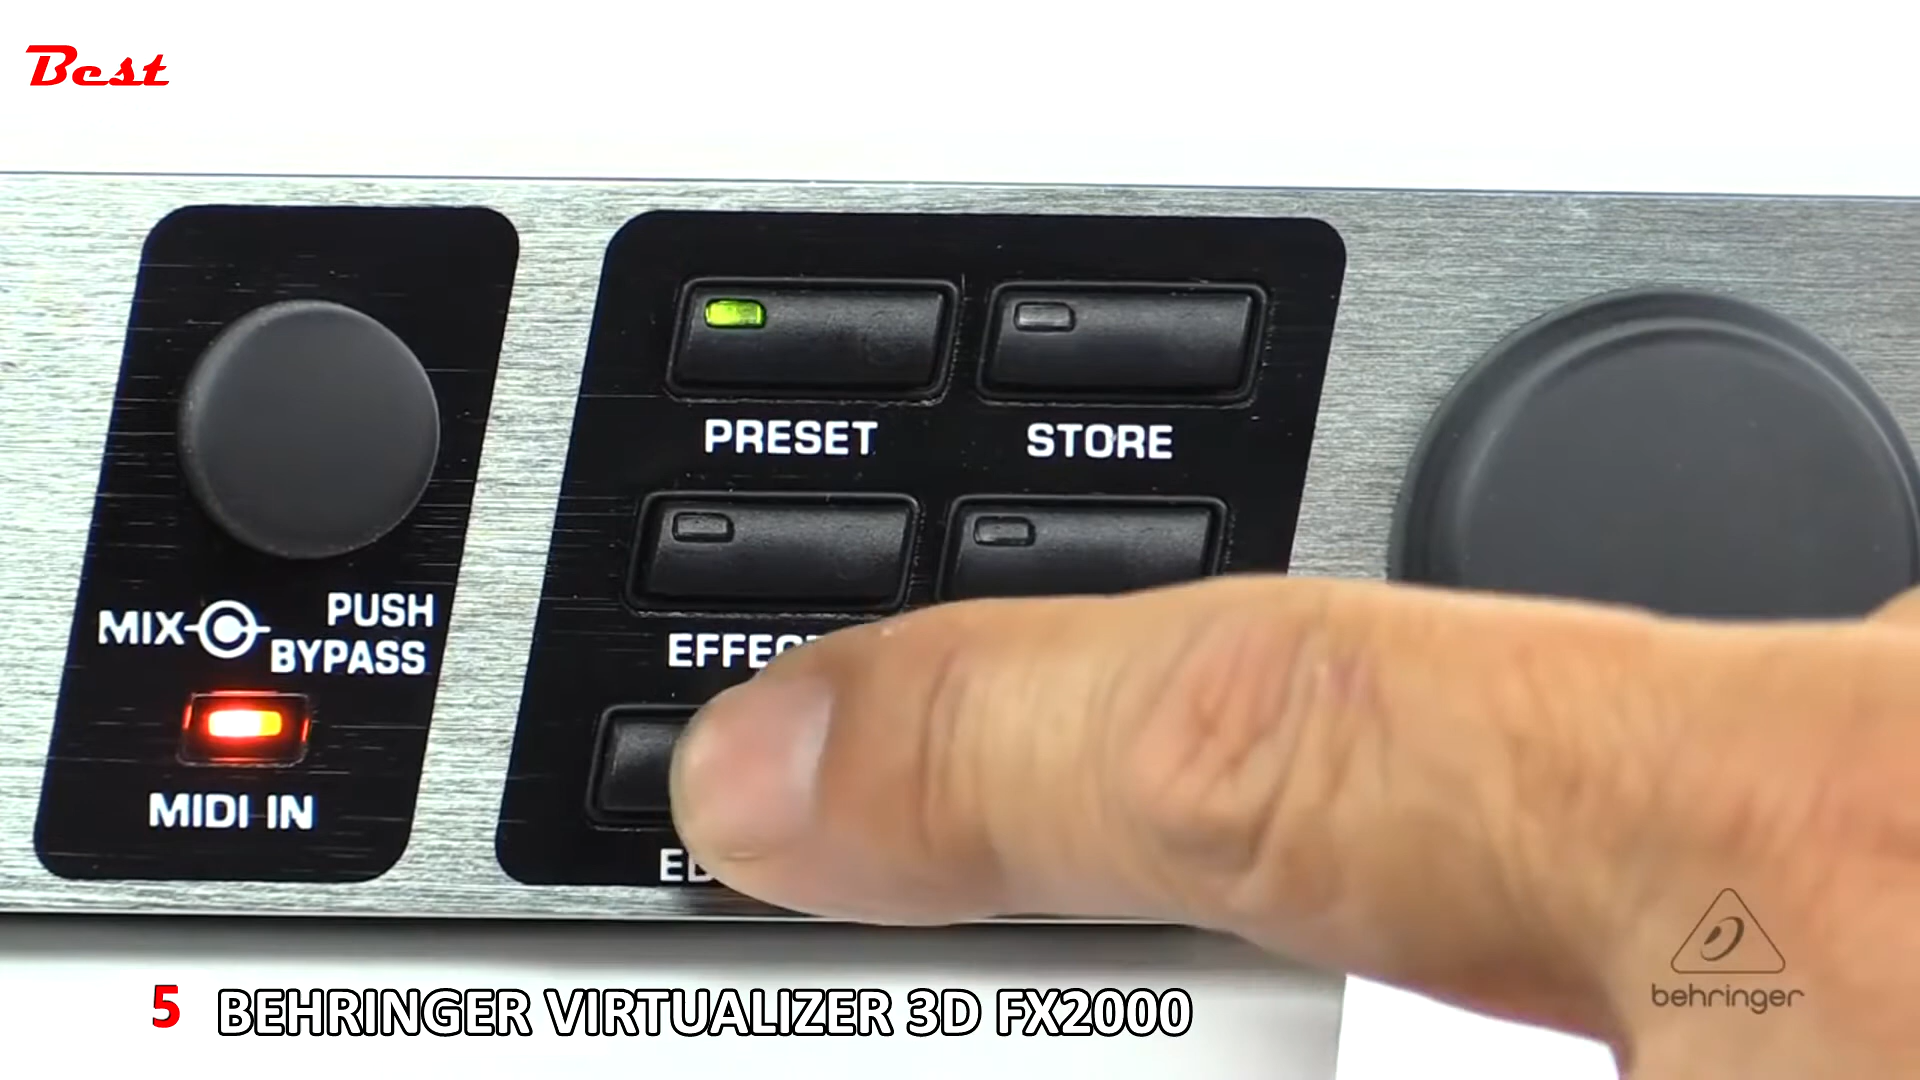 Best
PRESET
STORE
MIX
PUSH
BYPASS
MIDI IN
5 BEHRINGER VIRTUALIZER 3D FX2000
behringer